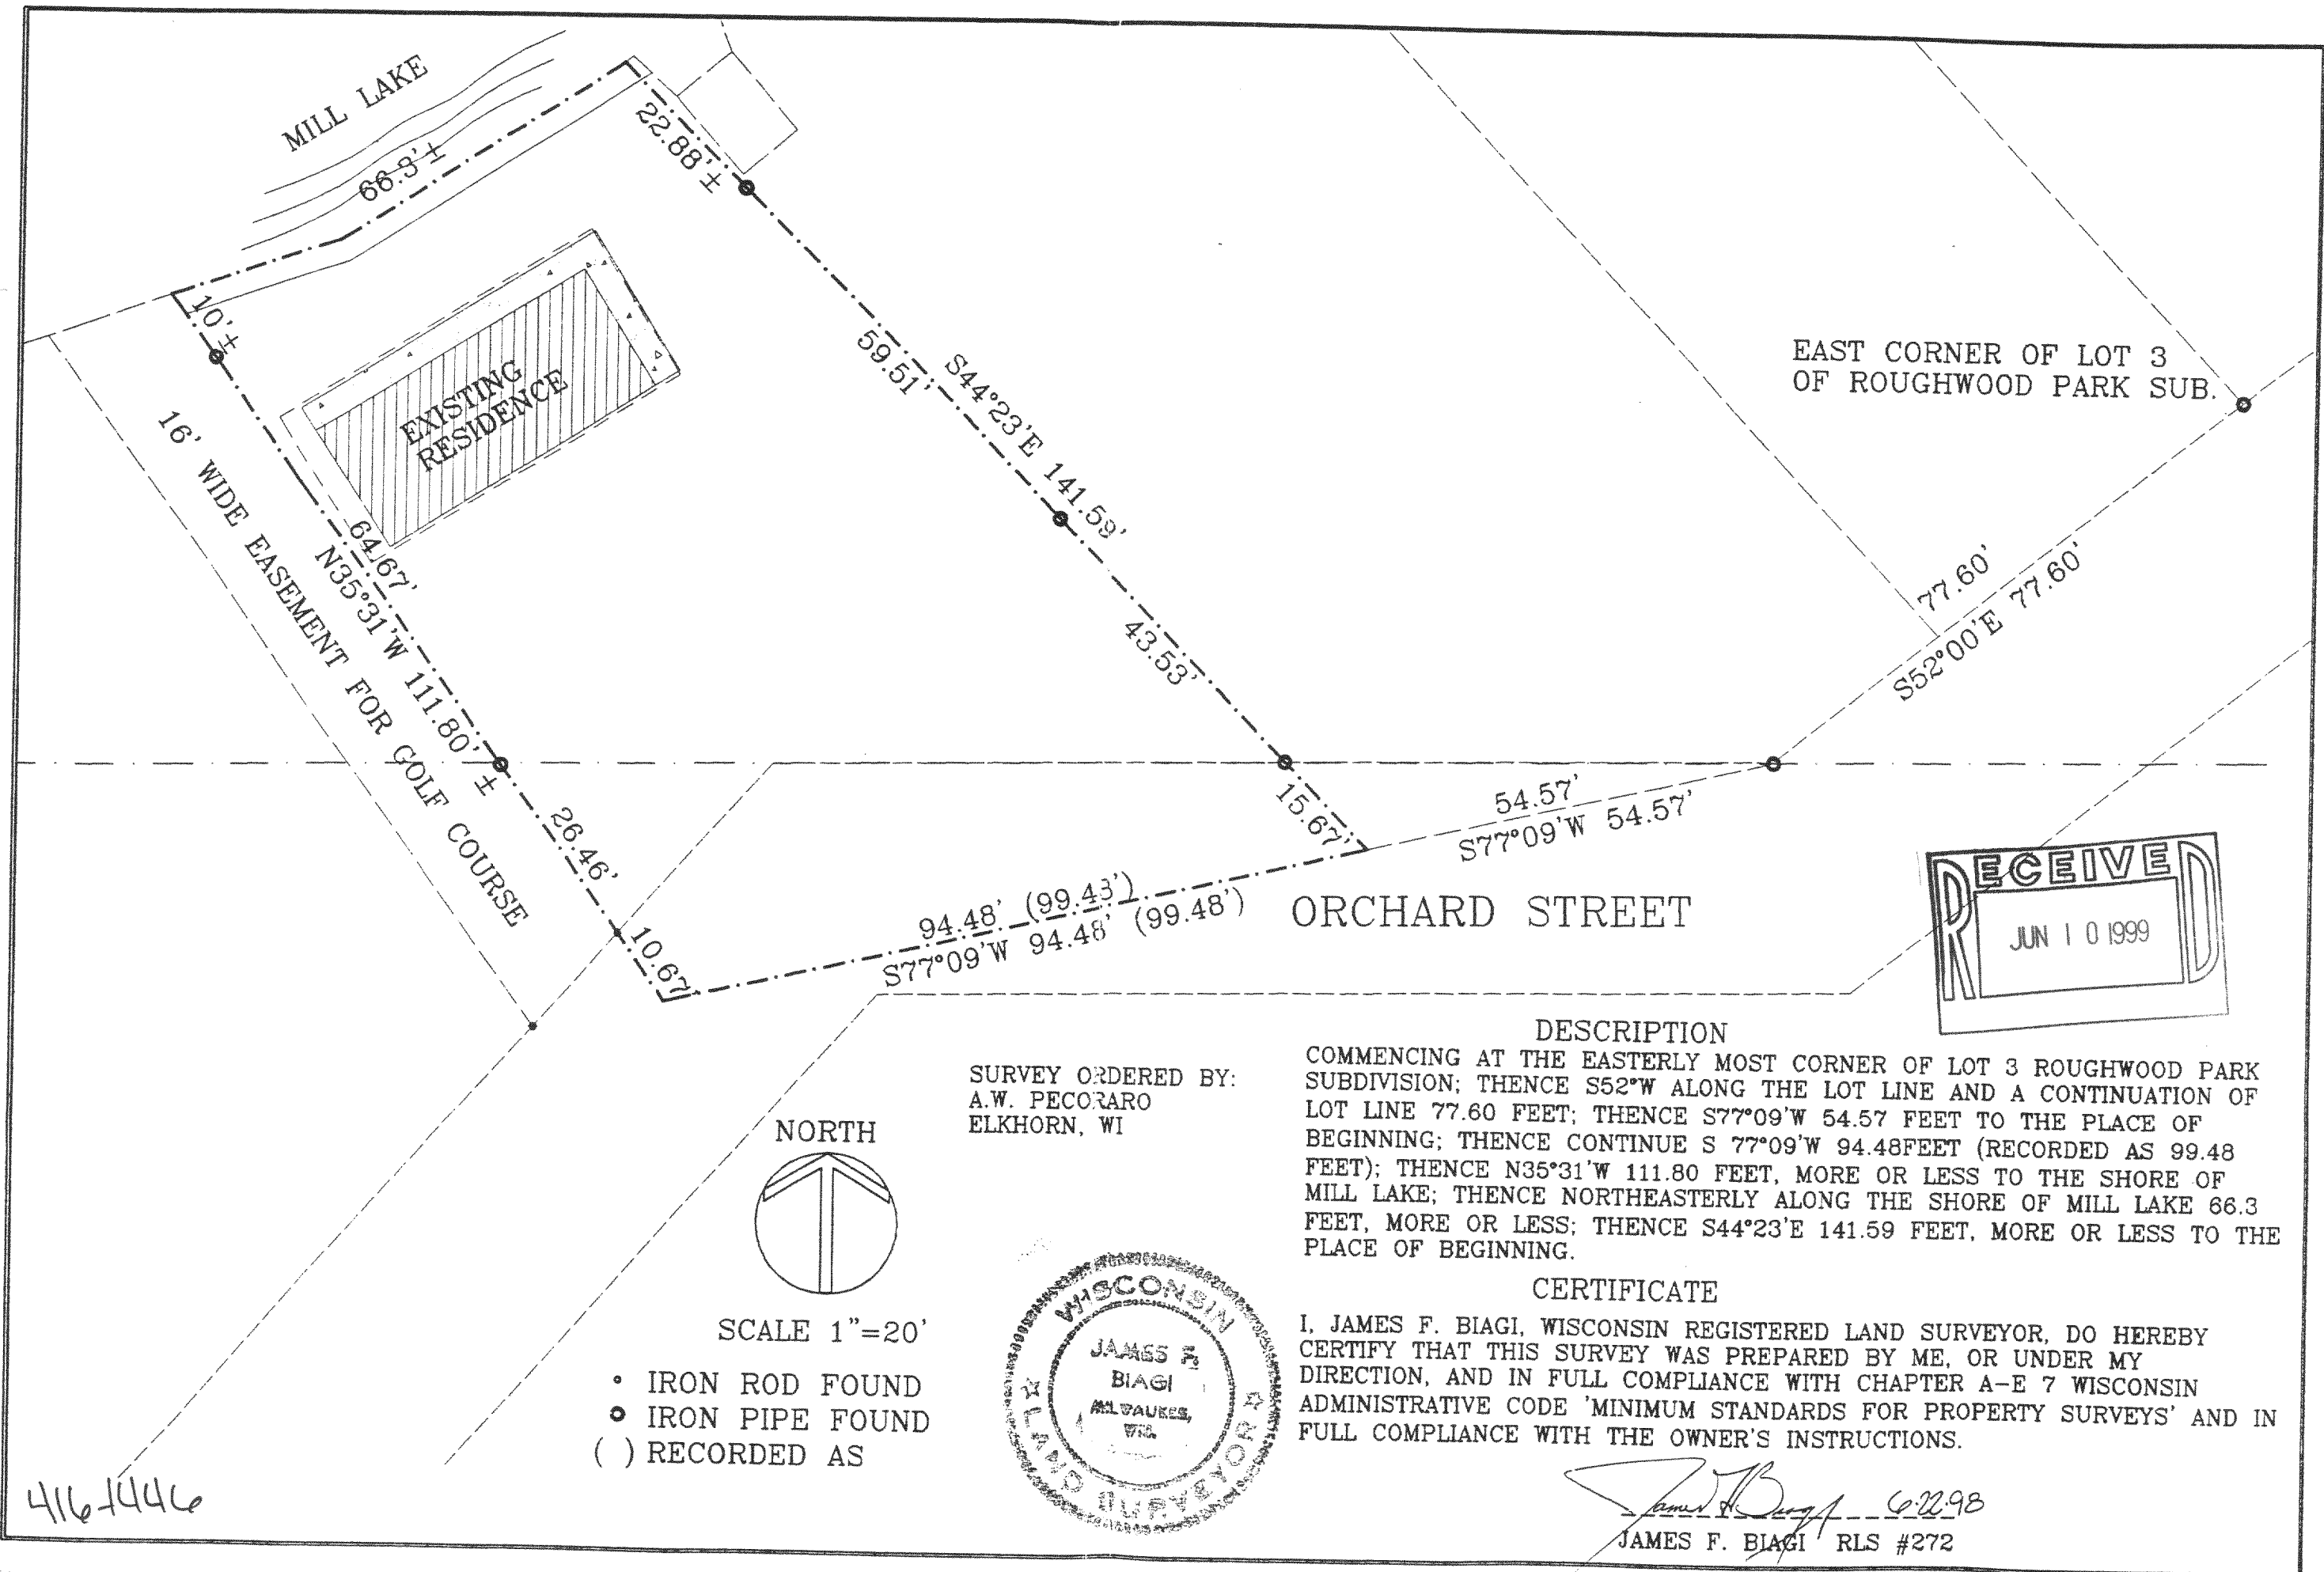 MILL LAKE
66.3'±
22.88'±
10'±
EXISTING
RESIDENCE
59.51'
S44°23'E 141.59'
EAST CORNER OF LOT 3
OF ROUGHWOOD PARK SUB.
16' WIDE EASEMENT FOR GOLF COURSE
64.67'
N35°31'W 111.80' ±
43.53'
77.60'
S52°00'E 77.60'
26.46'
15.67'
54.57'
S77°09'W 54.57'
10.67'
94.48' (99.43')
S77°09'W 94.48' (99.48')
ORCHARD STREET
RECEIVED
JUN 10 1999
SURVEY ORDERED BY:
A.W. PECORARO
ELKHORN, WI
NORTH
SCALE 1"=20'
IRON ROD FOUND
IRON PIPE FOUND
( ) RECORDED AS
DESCRIPTION
COMMENCING AT THE EASTERLY MOST CORNER OF LOT 3 ROUGHWOOD PARK
SUBDIVISION; THENCE S52°W ALONG THE LOT LINE AND A CONTINUATION OF
LOT LINE 77.60 FEET; THENCE S77°09'W 54.57 FEET TO THE PLACE OF
BEGINNING; THENCE CONTINUE S 77°09'W 94.48FEET (RECORDED AS 99.48
FEET); THENCE N35°31'W 111.80 FEET, MORE OR LESS TO THE SHORE OF
MILL LAKE; THENCE NORTHEASTERLY ALONG THE SHORE OF MILL LAKE 66.3
FEET, MORE OR LESS; THENCE S44°23'E 141.59 FEET, MORE OR LESS TO THE
PLACE OF BEGINNING.
CERTIFICATE
I, JAMES F. BIAGI, WISCONSIN REGISTERED LAND SURVEYOR, DO HEREBY
CERTIFY THAT THIS SURVEY WAS PREPARED BY ME, OR UNDER MY
DIRECTION, AND IN FULL COMPLIANCE WITH CHAPTER A-E 7 WISCONSIN
ADMINISTRATIVE CODE 'MINIMUM STANDARDS FOR PROPERTY SURVEYS' AND IN
FULL COMPLIANCE WITH THE OWNER'S INSTRUCTIONS.
WISCONSIN
JAMES F.
BIAGI
MILWAUKEE,
WIS.
LAND SURVEYOR
James F Biagi 6-22-98
JAMES F. BIAGI RLS #272
416-1446